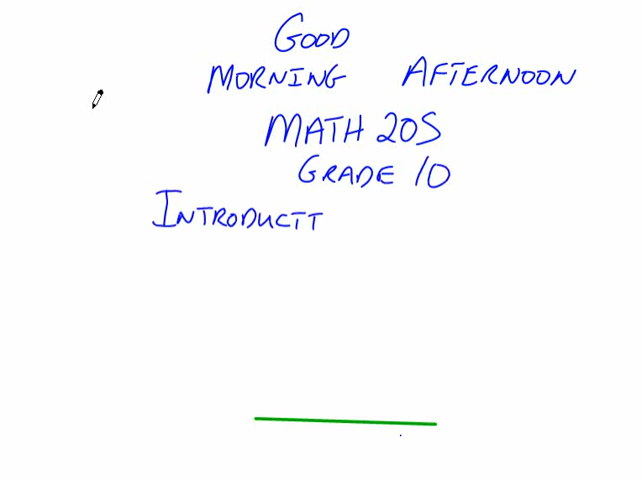 GOOD
MORNING AFTERNOON
MATH 20S
GRADE 10
INTRODUCTT